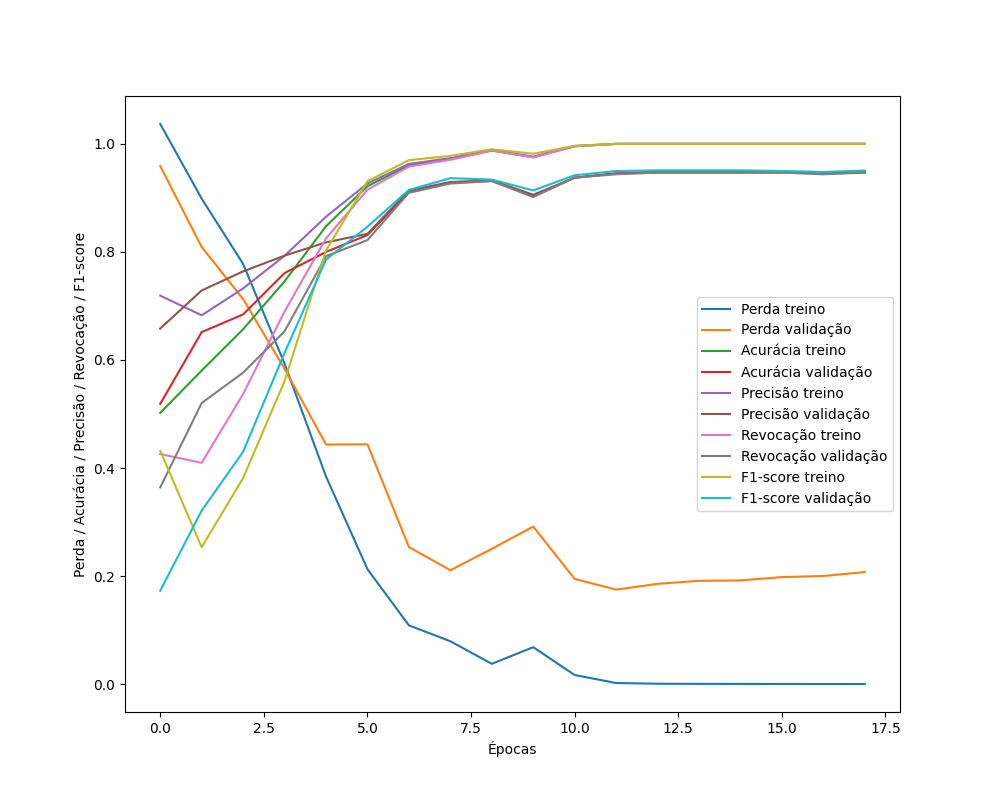 1.0
0.8
0.6
0.4
0.2
0.0
Perda / Acurácia / Precisão / Revocação / F1-score
Perda treino
Perda validação
Acurácia treino
Acurácia validação
Precisão treino
Precisão validação
Revocação treino
Revocação validação
F1-score treino
F1-score validação
0.0 2.5 5.0 7.5 10.0 12.5 15.0 17.5
Épocas